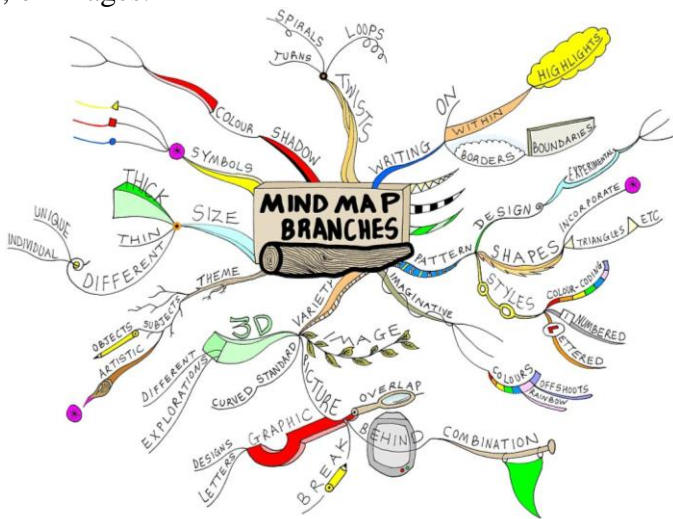 SPIRALS
LOOPS
TURNS
TWISTS
COLOUR
SHADOW
SYMBOLS
THICK
SIZE
THIN
DIFFERENT
UNIQUE
INDIVIDUAL
THEME
SUBJECTS
OBJECTS
ARTISTIC
MIND MAP
BRANCHES
WRITING
ON
WITHIN
HIGHLIGHTS
BORDERS
BOUNDARIES
PATTERN
DESIGN
EXPERIMENTAL
SHAPES
INCORPORATE
TRIANGLES
ETC
STYLES
COLOUR-CODING
NUMBERED
LETTERED
IMAGINATIVE
COLOURS
OFFSHOOTS
RAINBOW
VARIETY
3D
DIFFERENT
EXPLORATIONS
IMAGE
CURVED STANDARD
PICTURE
GRAPHIC
DESIGNS
LETTERS
BREAK
OVERLAP
BEHIND
COMBINATION